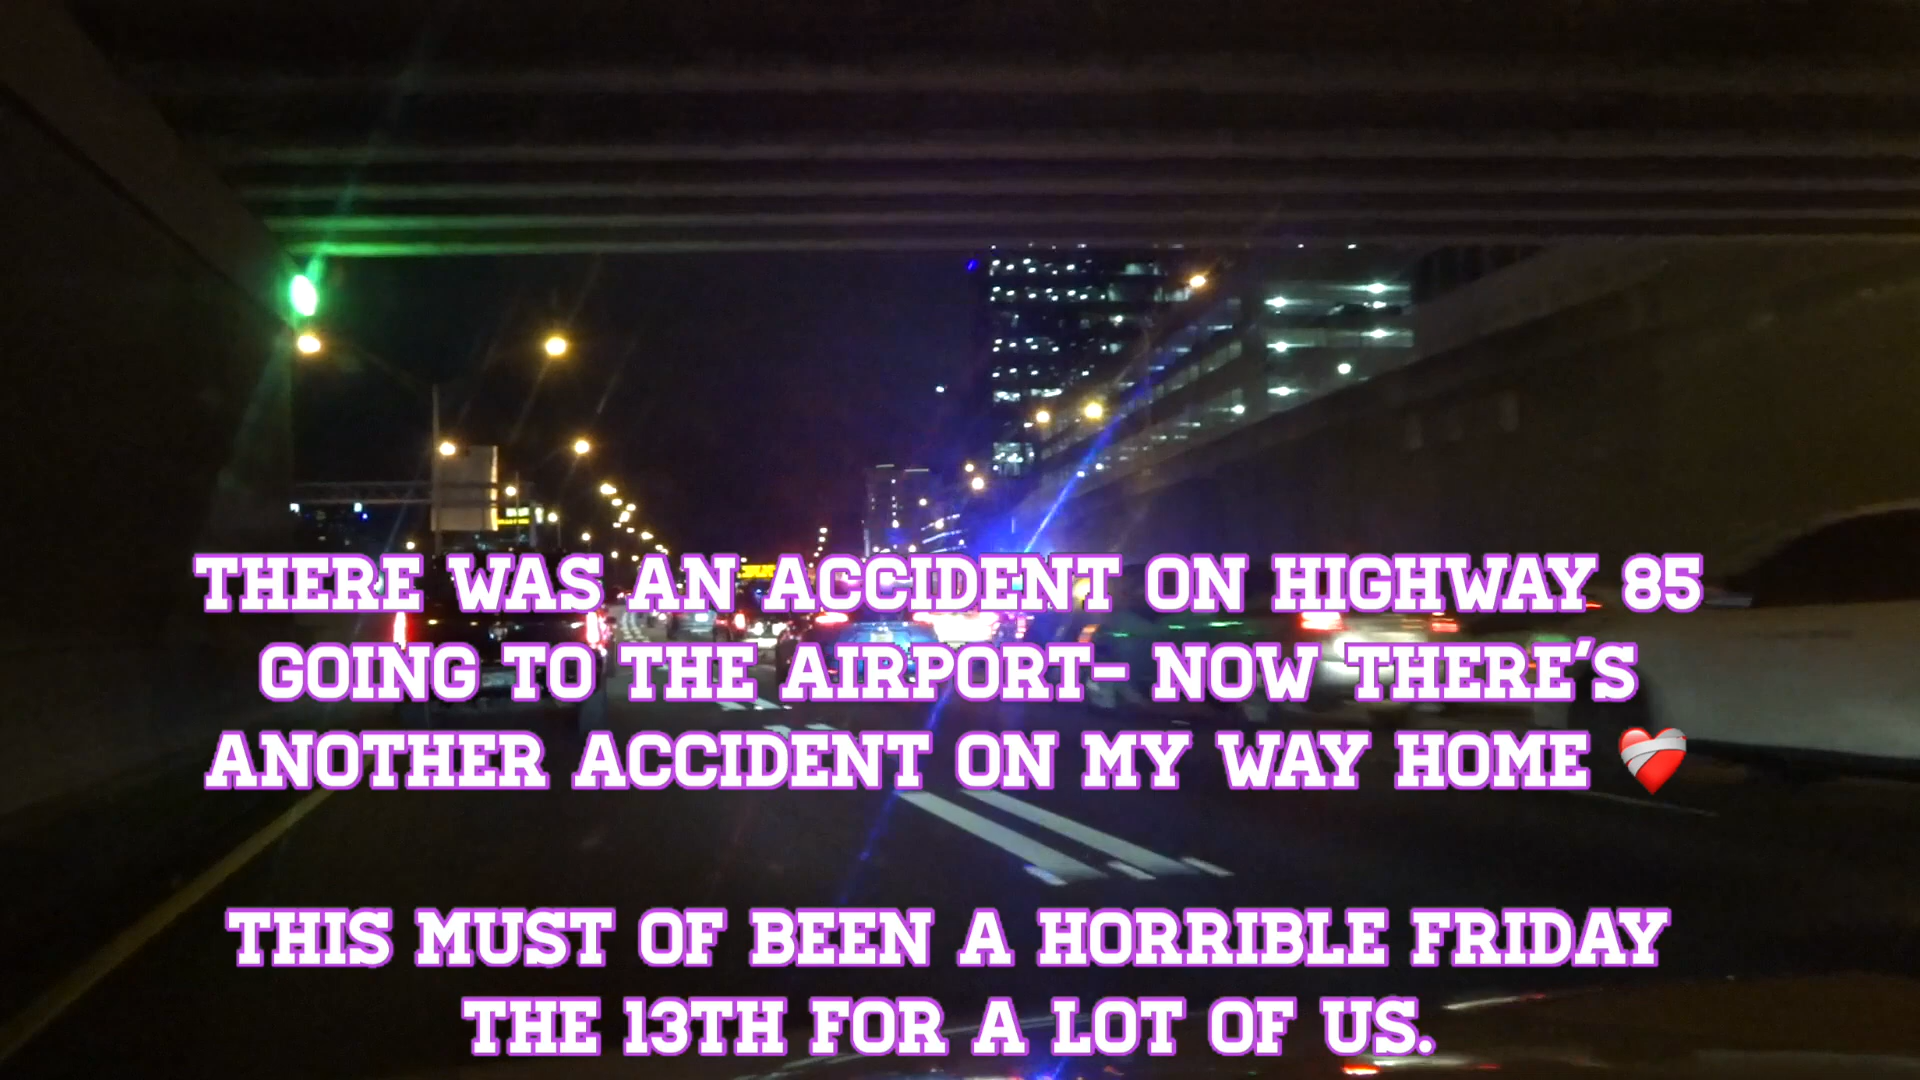 THERE WAS AN ACCIDENT ON HIGHWAY 85
GOING TO THE AIRPORT- NOW THERE'S
ANOTHER ACCIDENT ON MY WAY HOME ❤️‍🩹
THIS MUST OF BEEN A HORRIBLE FRIDAY
THE 13TH FOR A LOT OF US.